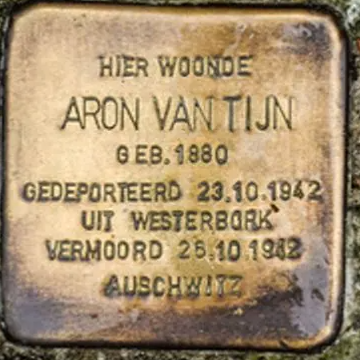 HIER WOONDE
ARON VAN TIJN
GEB. 1880
GEDEPORTEERD 23.10.1942
UIT WESTERBORK
VERMOORD 26.10.1942
AUSCHWITZ